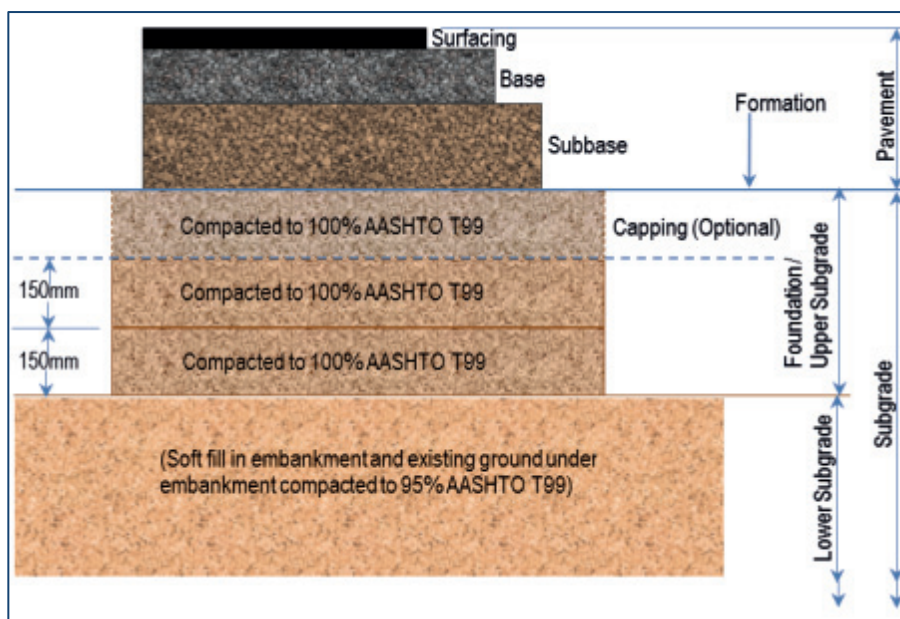 Surfacing
Base
Formation
Subbase
Pavement
Compacted to 100% AASHTO T99
Capping (Optional)
150mm
Compacted to 100% AASHTO T99
150mm
Compacted to 100% AASHTO T99
Foundation/
Upper Subgrade
Subgrade
(Soft fill in embankment and existing ground under
embankment compacted to 95% AASHTO T99)
Lower Subgrade